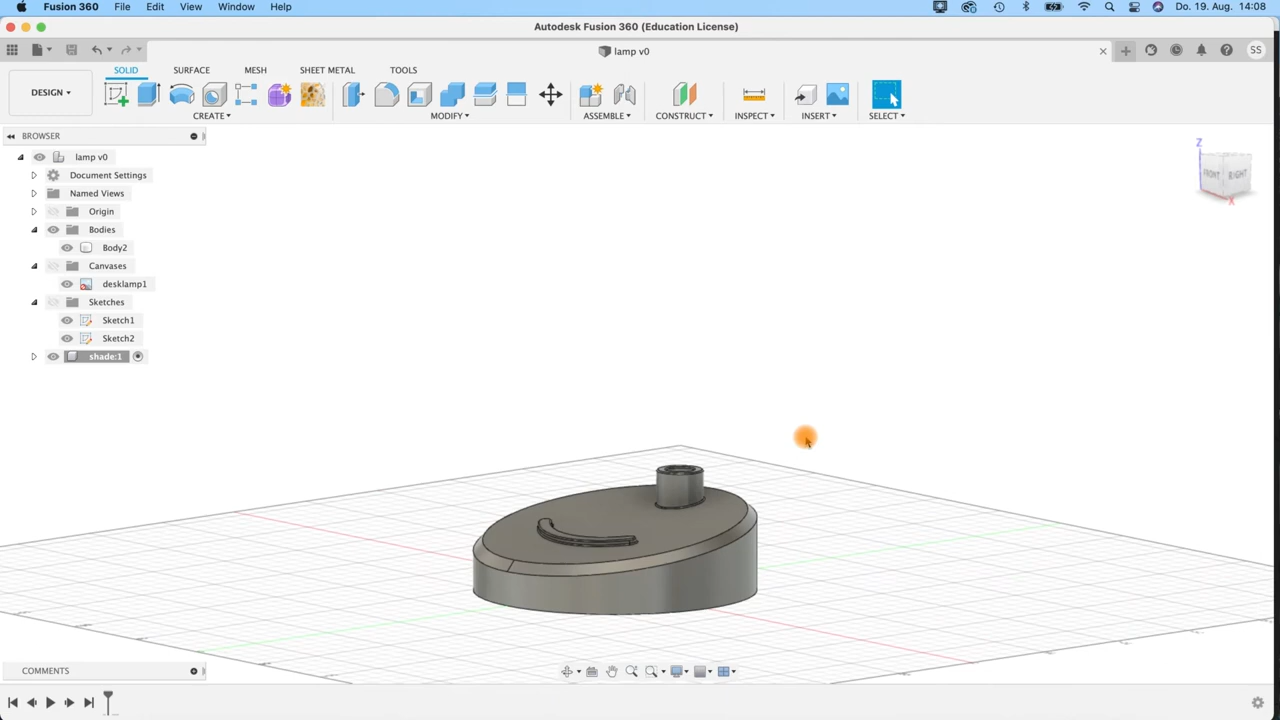 Fusion 360 File Edit View Window Help Do. 19. Aug. 14:08
Autodesk Fusion 360 (Education License)
lamp v0
SS
DESIGN
SOLID SURFACE MESH SHEET METAL TOOLS
CREATE MODIFY ASSEMBLE CONSTRUCT INSPECT INSERT SELECT
BROWSER
lamp v0
Document Settings
Named Views
Origin
Bodies
Body2
Canvases
desklamp1
Sketches
Sketch1
Sketch2
shade:1
Z
FRONT RIGHT
X
COMMENTS